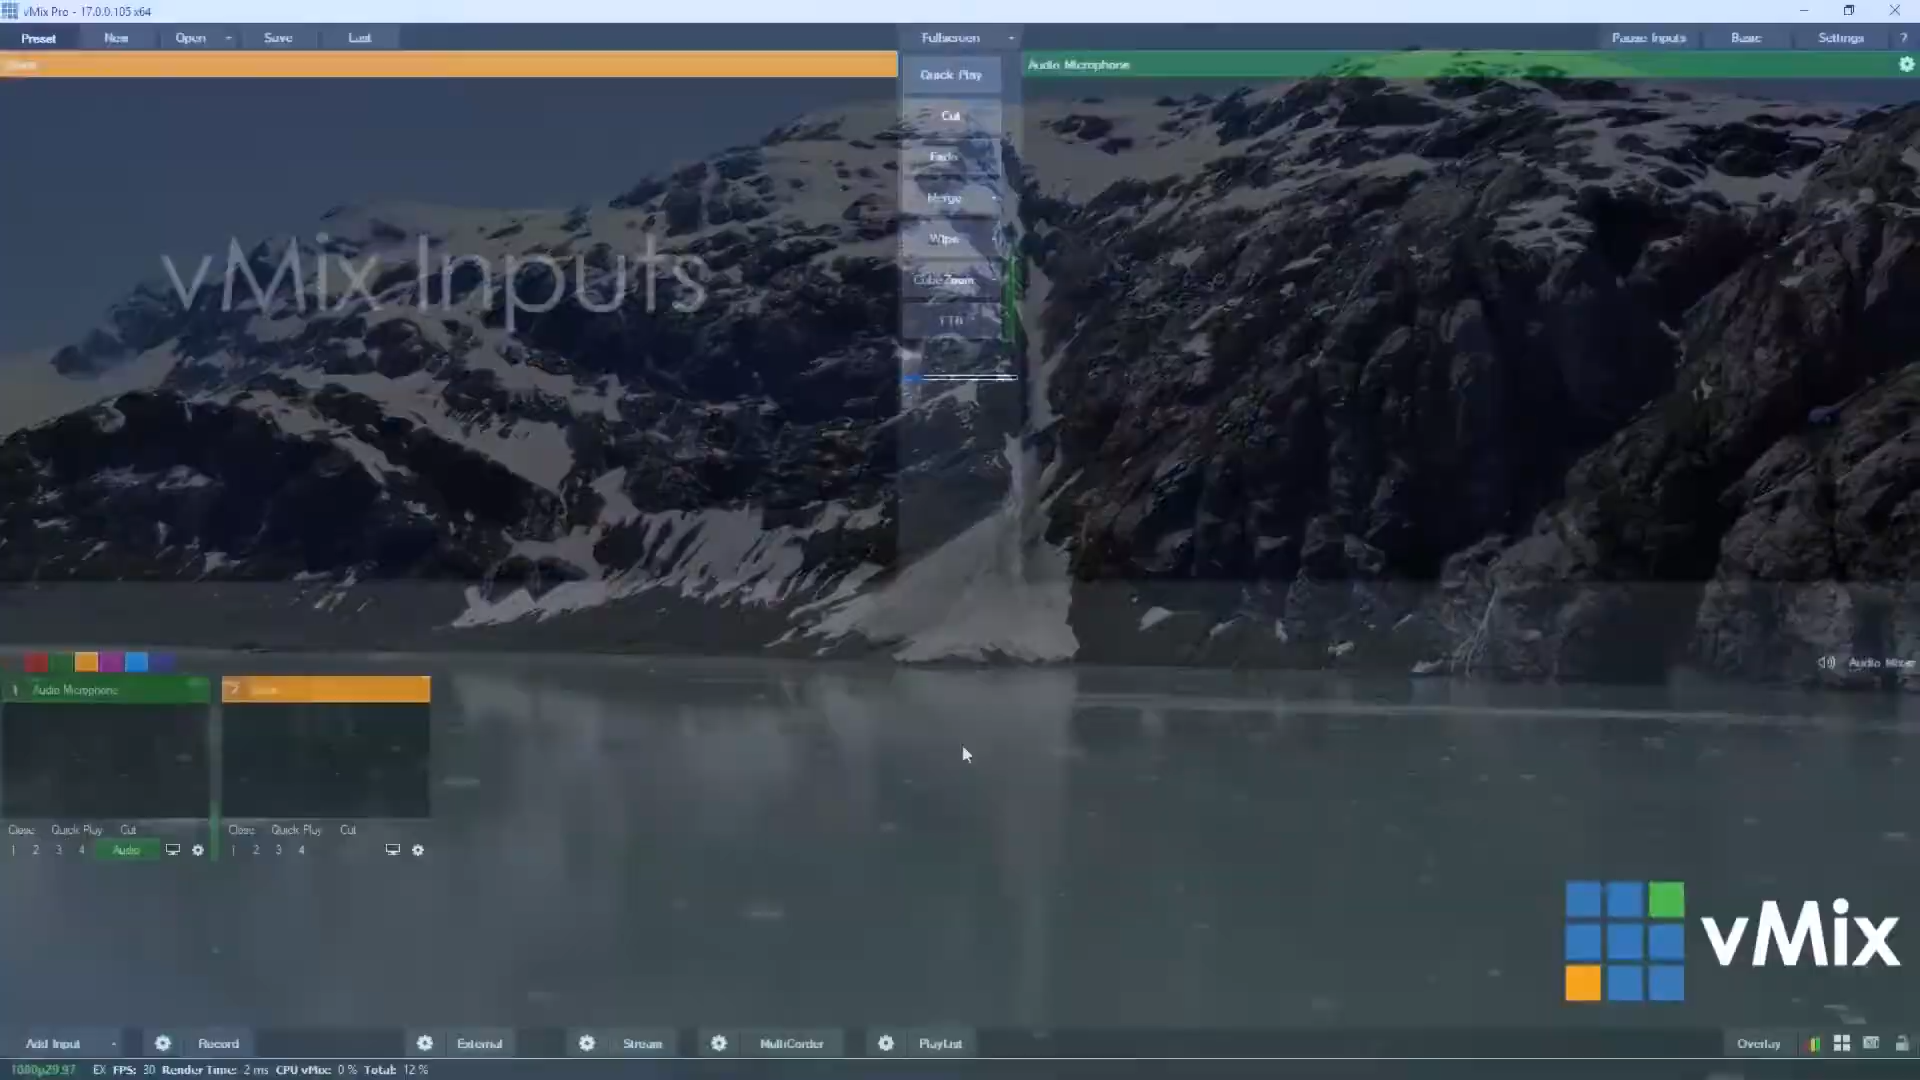 vMix Pro - 17.0.0.105 x64
Preset New Open Save Last Fullscreen Pause Inputs Basic Settings ?
Audio Microphone
Quick Play
Cut
Fade
Merge
Wipe
CubeZoom
FTB
vMix Inputs
Audio Mixer
1 Audio Microphone 2
Close Quick Play Cut Close Quick Play Cut
1 2 3 4 Audio 1 2 3 4
vMix
Add Input Record External Stream MultiCorder PlayList Overlay
1080p29.97 EX FPS: 30 Render Time: 2 ms CPU vMix: 0 % Total: 12 %